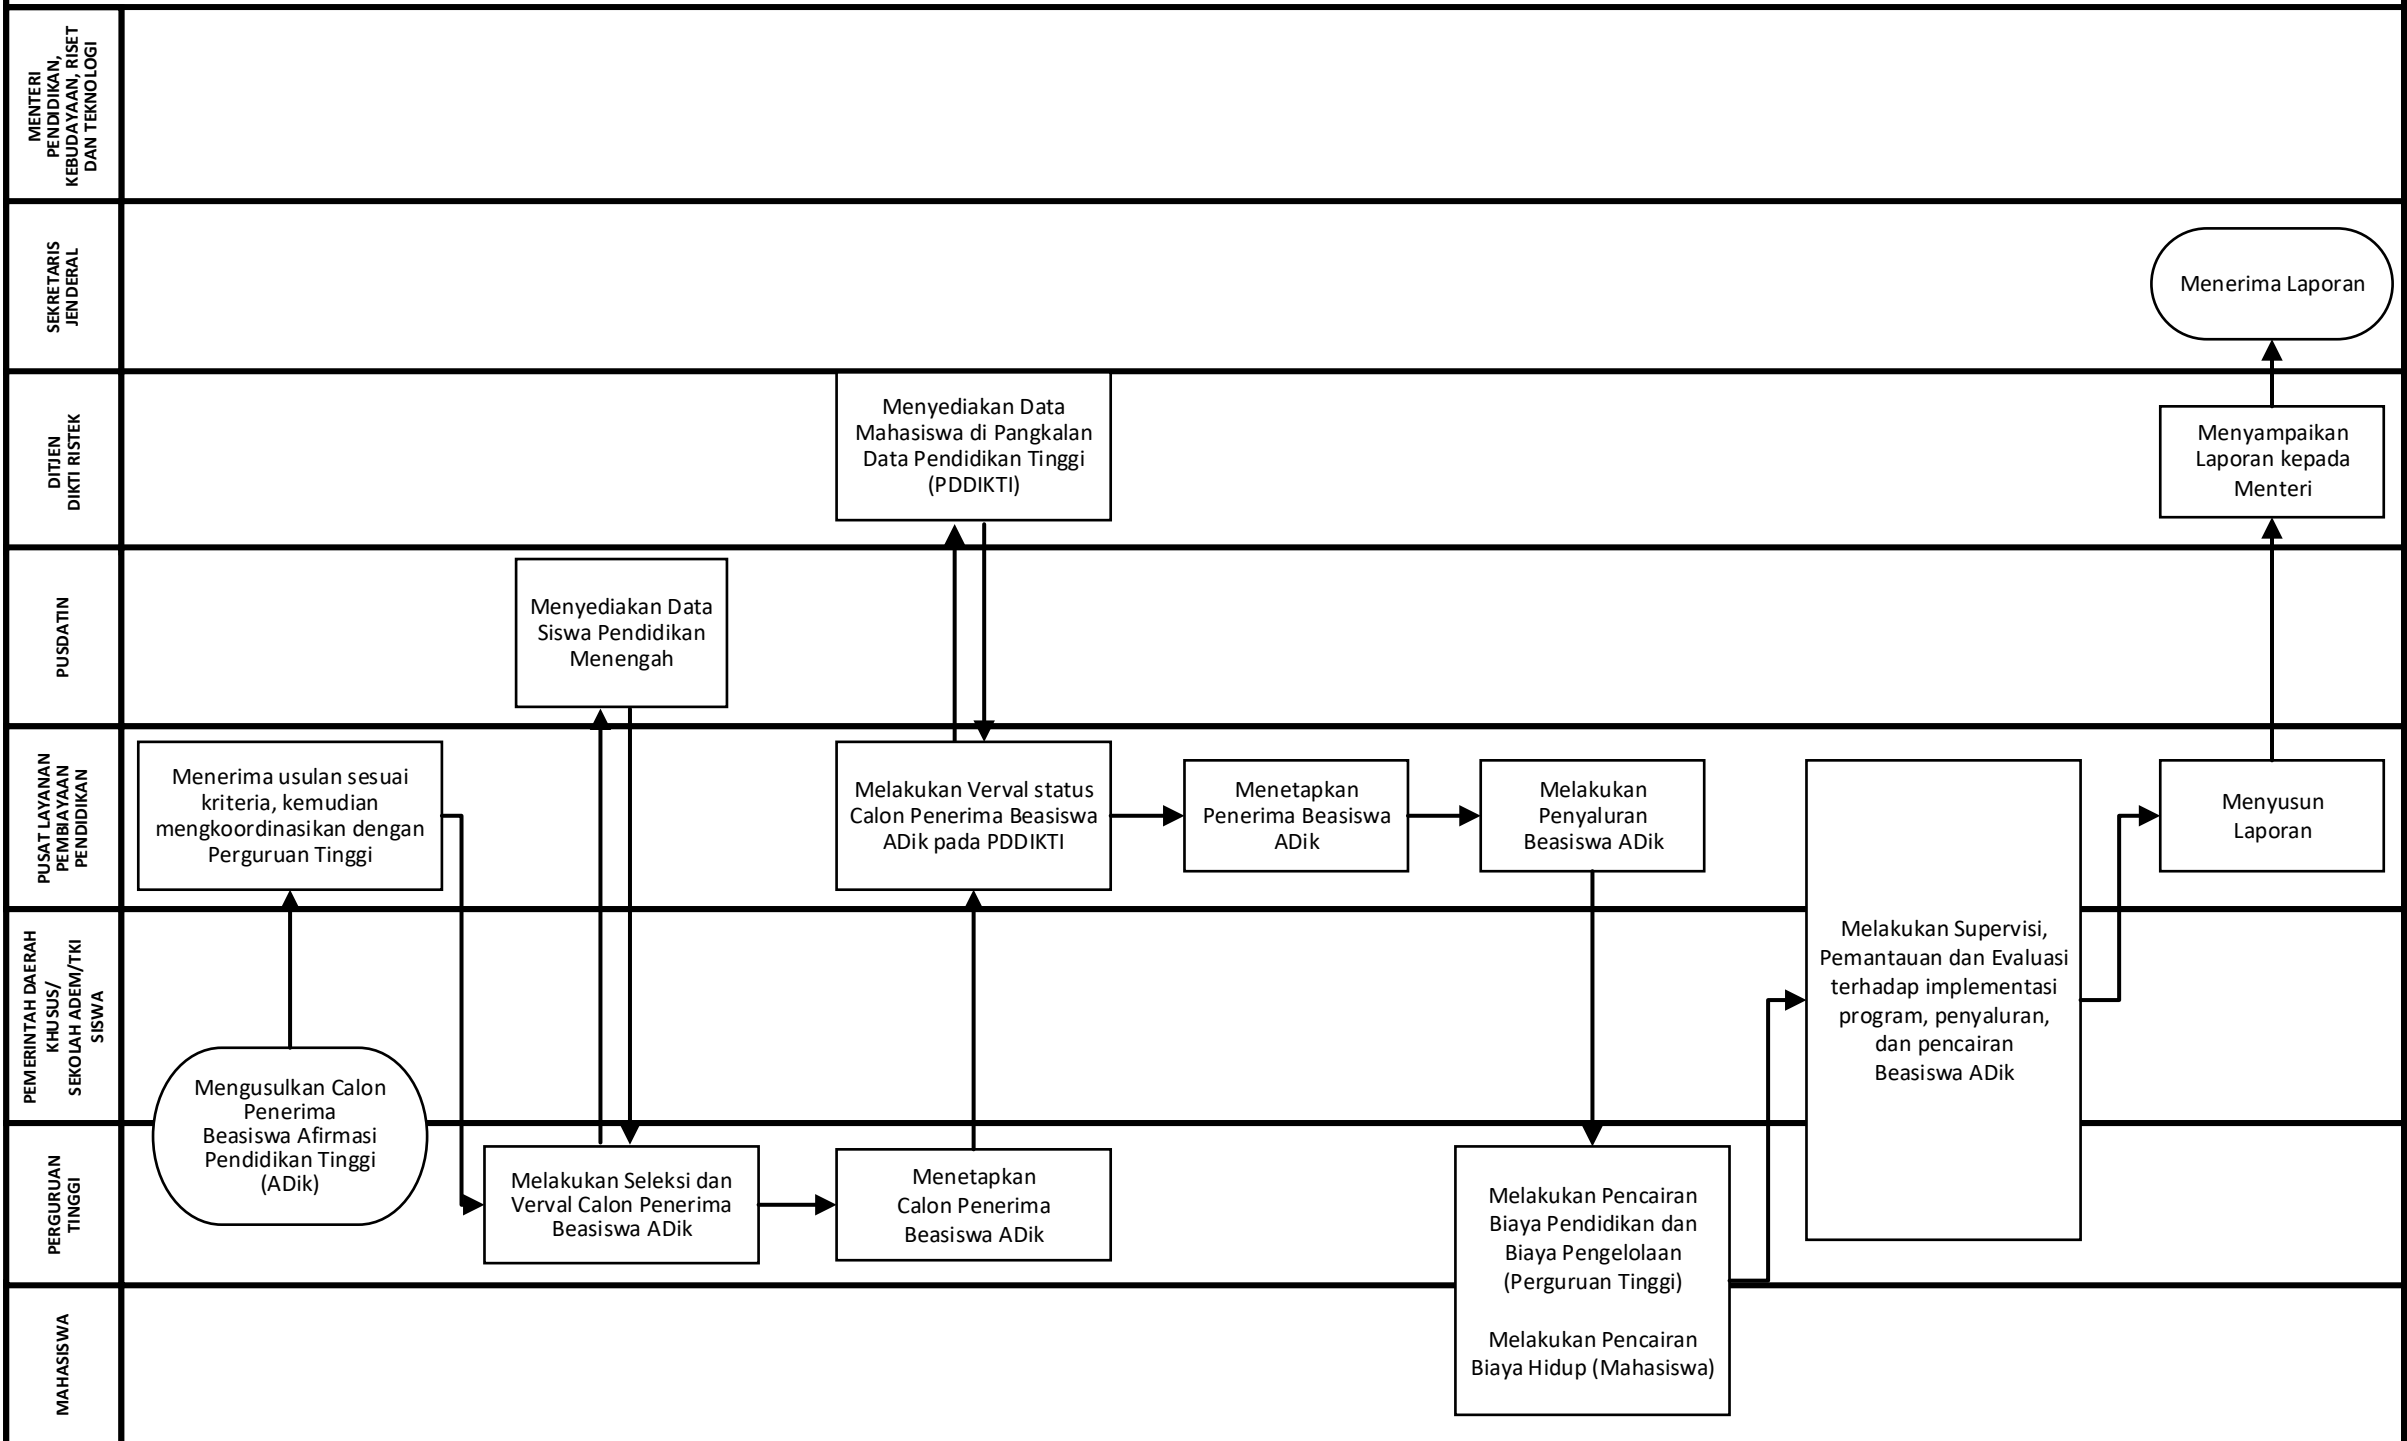 MENTERI
PENDIDIKAN,
KEBUDAYAAN, RISET
DAN TEKNOLOGI
SEKRETARIS
JENDERAL
Menerima Laporan
DITJEN
DIKTI RISTEK
Menyediakan Data
Mahasiswa di Pangkalan
Data Pendidikan Tinggi
(PDDIKTI)
Menyampaikan
Laporan kepada
Menteri
PUSDATIN
Menyediakan Data
Siswa Pendidikan
Menengah
PUSAT LAYANAN
PEMBIAYAAN
PENDIDIKAN
Menerima usulan sesuai
kriteria, kemudian
mengkoordinasikan dengan
Perguruan Tinggi
Melakukan Verval status
Calon Penerima Beasiswa
ADik pada PDDIKTI
Menetapkan
Penerima Beasiswa
ADik
Melakukan
Penyaluran
Beasiswa ADik
Menyusun
Laporan
PEMERINTAH DAERAH
KHUSUS/
SEKOLAH ADEM/TKI
SISWA
Mengusulkan Calon
Penerima
Beasiswa Afirmasi
Pendidikan Tinggi
(ADik)
Melakukan Supervisi,
Pemantauan dan Evaluasi
terhadap implementasi
program, penyaluran,
dan pencairan
Beasiswa ADik
PERGURUAN
TINGGI
Melakukan Seleksi dan
Verval Calon Penerima
Beasiswa ADik
Menetapkan
Calon Penerima
Beasiswa ADik
Melakukan Pencairan
Biaya Pendidikan dan
Biaya Pengelolaan
(Perguruan Tinggi)
Melakukan Pencairan
Biaya Hidup (Mahasiswa)
MAHASISWA